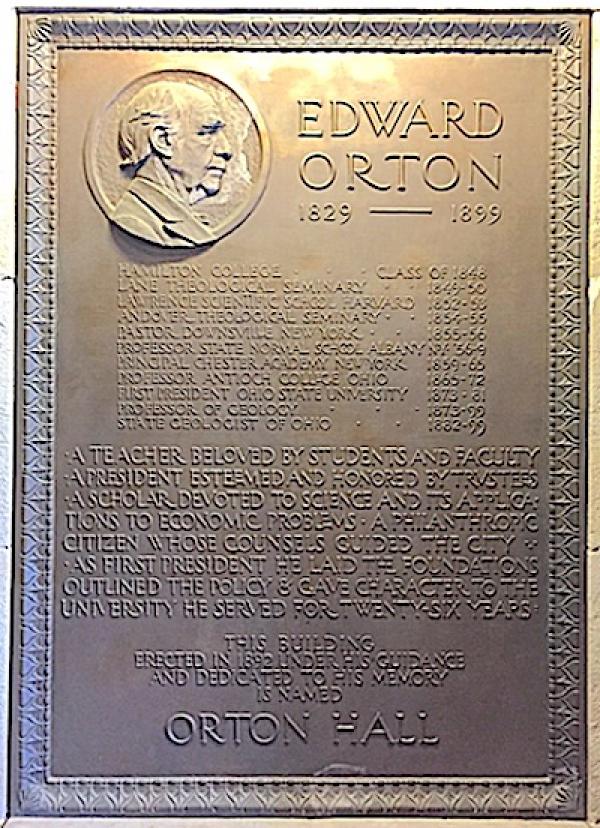 EDWARD
ORTON
1829 — 1899
HAMILTON COLLEGE · · · CLASS OF 1848
LANE THEOLOGICAL SEMINARY · · 1849-50
LAWRENCE SCIENTIFIC SCHOOL HARVARD 1852-53
ANDOVER THEOLOGICAL SEMINARY · · 1854-55
PASTOR DOWNSVILLE NEW YORK · · 1855-56
PROFESSOR STATE NORMAL SCHOOL ALBANY N.Y. 56-9
PRINCIPAL CHESTER ACADEMY NEW YORK 1859-65
PROFESSOR ANTIOCH COLLEGE OHIO 1865-72
FIRST PRESIDENT OHIO STATE UNIVERSITY 1873-81
PROFESSOR OF GEOLOGY · · · 1873-99
STATE GEOLOGIST OF OHIO · · 1882-99
·A TEACHER BELOVED BY STUDENTS AND FACULTY
·A PRESIDENT ESTEEMED AND HONORED BY TRVSTEES
·A SCHOLAR DEVOTED TO SCIENCE AND ITS APPLICA-
TIONS TO ECONOMIC PROBLEMS · A PHILANTHROPIC
CITIZEN WHOSE COUNSELS GUIDED THE CITY ·
·AS FIRST PRESIDENT HE LAID THE FOUNDATIONS
OUTLINED THE POLICY & GAVE CHARACTER TO THE
UNIVERSITY HE SERVED FOR TWENTY-SIX YEARS·
THIS BUILDING
ERECTED IN 1892 UNDER HIS GUIDANCE
AND DEDICATED TO HIS MEMORY
IS NAMED
ORTON HALL